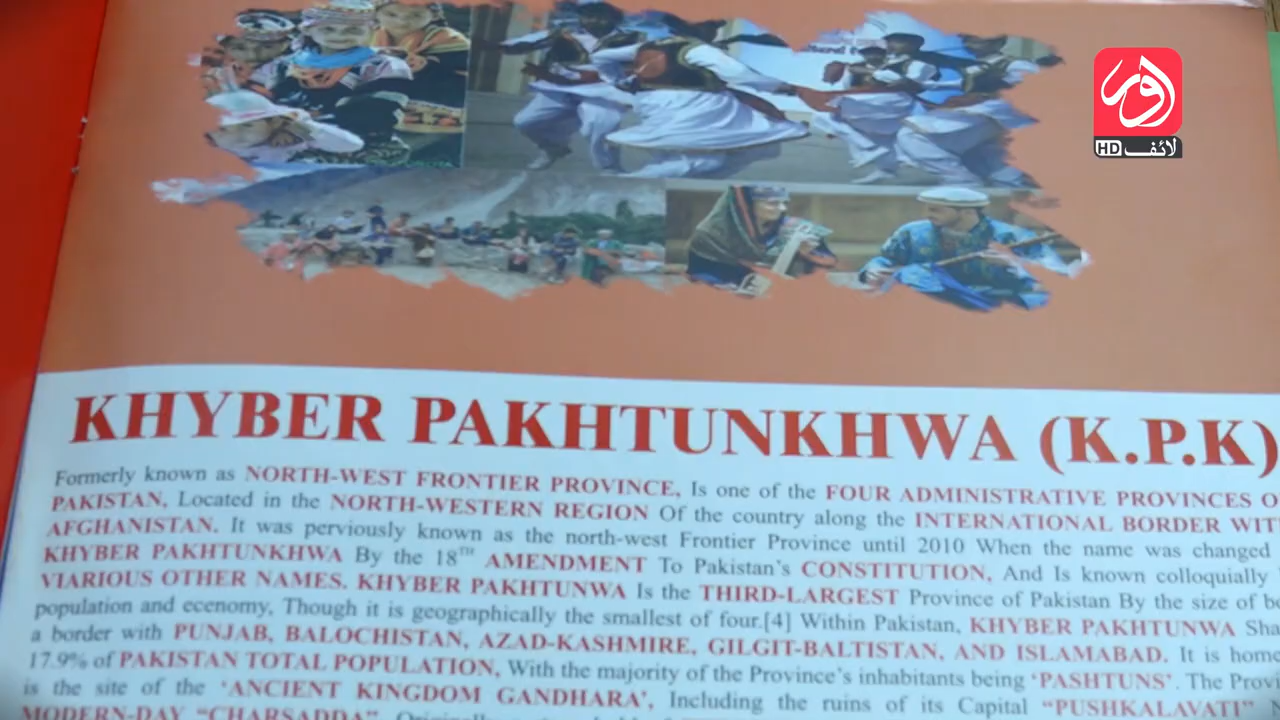 اور
HD لائف
KHYBER PAKHTUNKHWA (K.P.K)
Formerly known as NORTH-WEST FRONTIER PROVINCE, Is one of the FOUR ADMINISTRATIVE PROVINCES O
PAKISTAN, Located in the NORTH-WESTERN REGION Of the country along the INTERNATIONAL BORDER WIT
AFGHANISTAN. It was perviously known as the north-west Frontier Province until 2010 When the name was changed
KHYBER PAKHTUNKHWA By the 18TH AMENDMENT To Pakistan's CONSTITUTION, And Is known colloquially
VIARIOUS OTHER NAMES. KHYBER PAKHTUNWA Is the THIRD-LARGEST Province of Pakistan By the size of b
population and ecenomy, Though it is geographically the smallest of four.[4] Within Pakistan, KHYBER PAKHTUNWA Sha
a border with PUNJAB, BALOCHISTAN, AZAD-KASHMIRE, GILGIT-BALTISTAN, AND ISLAMABAD. It is home
17.9% of PAKISTAN TOTAL POPULATION, With the majority of the Province's inhabitants being 'PASHTUNS'. The Provi
is the site of the 'ANCIENT KINGDOM GANDHARA', Including the ruins of its Capital "PUSHKALAVATI"
MODERN-DAY "CHARSADDA"